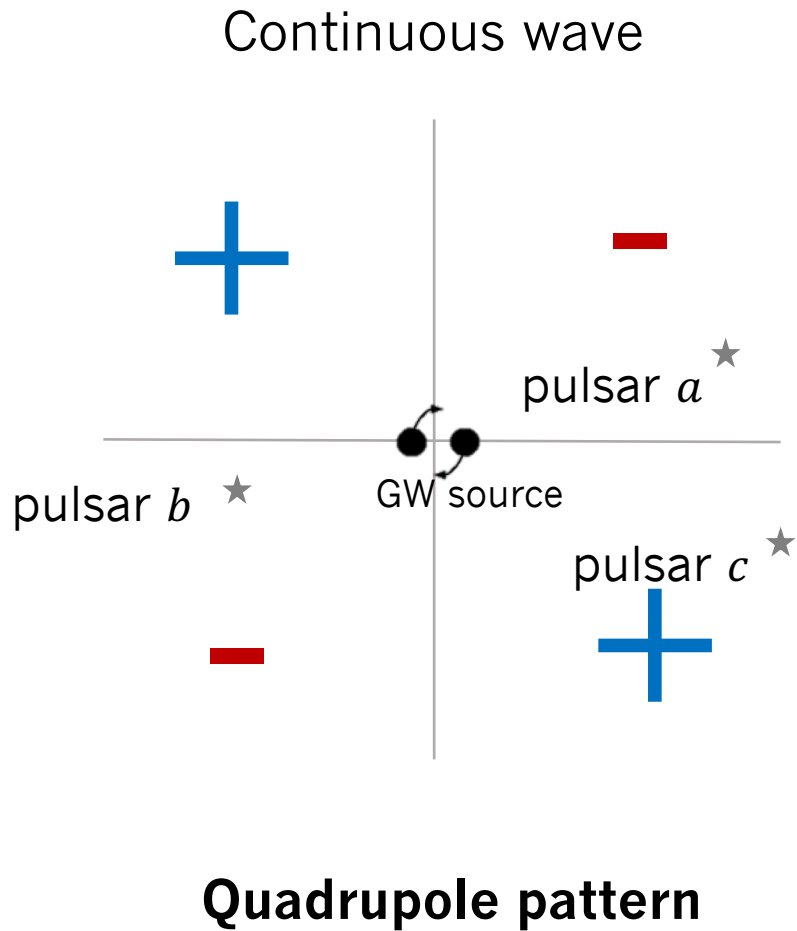 Continuous wave
pulsar a
GW source
pulsar b
pulsar c
Quadrupole pattern